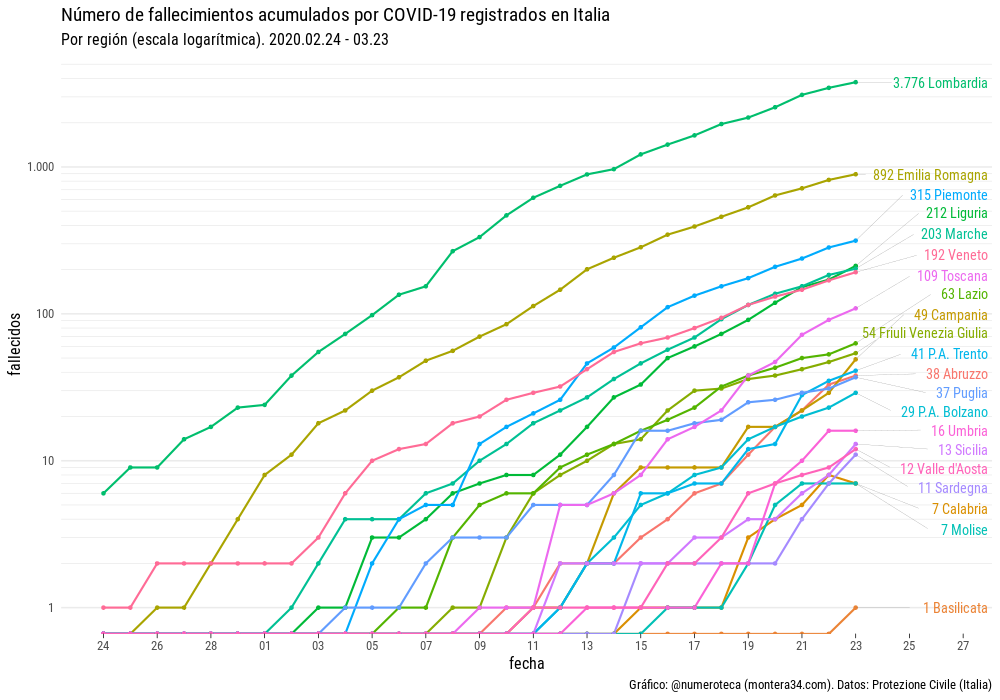 Número de fallecimientos acumulados por COVID-19 registrados en Italia
Por región (escala logarítmica). 2020.02.24 - 03.23
fallecidos
1.000
100
10
1
3.776 Lombardia
892 Emilia Romagna
315 Piemonte
212 Liguria
203 Marche
192 Veneto
109 Toscana
63 Lazio
49 Campania
54 Friuli Venezia Giulia
41 P.A. Trento
38 Abruzzo
37 Puglia
29 P.A. Bolzano
16 Umbria
13 Sicilia
12 Valle d'Aosta
11 Sardegna
7 Calabria
7 Molise
1 Basilicata
24 26 28 01 03 05 07 09 11 13 15 17 19 21 23 25 27
fecha
Gráfico: @numeroteca (montera34.com). Datos: Protezione Civile (Italia)